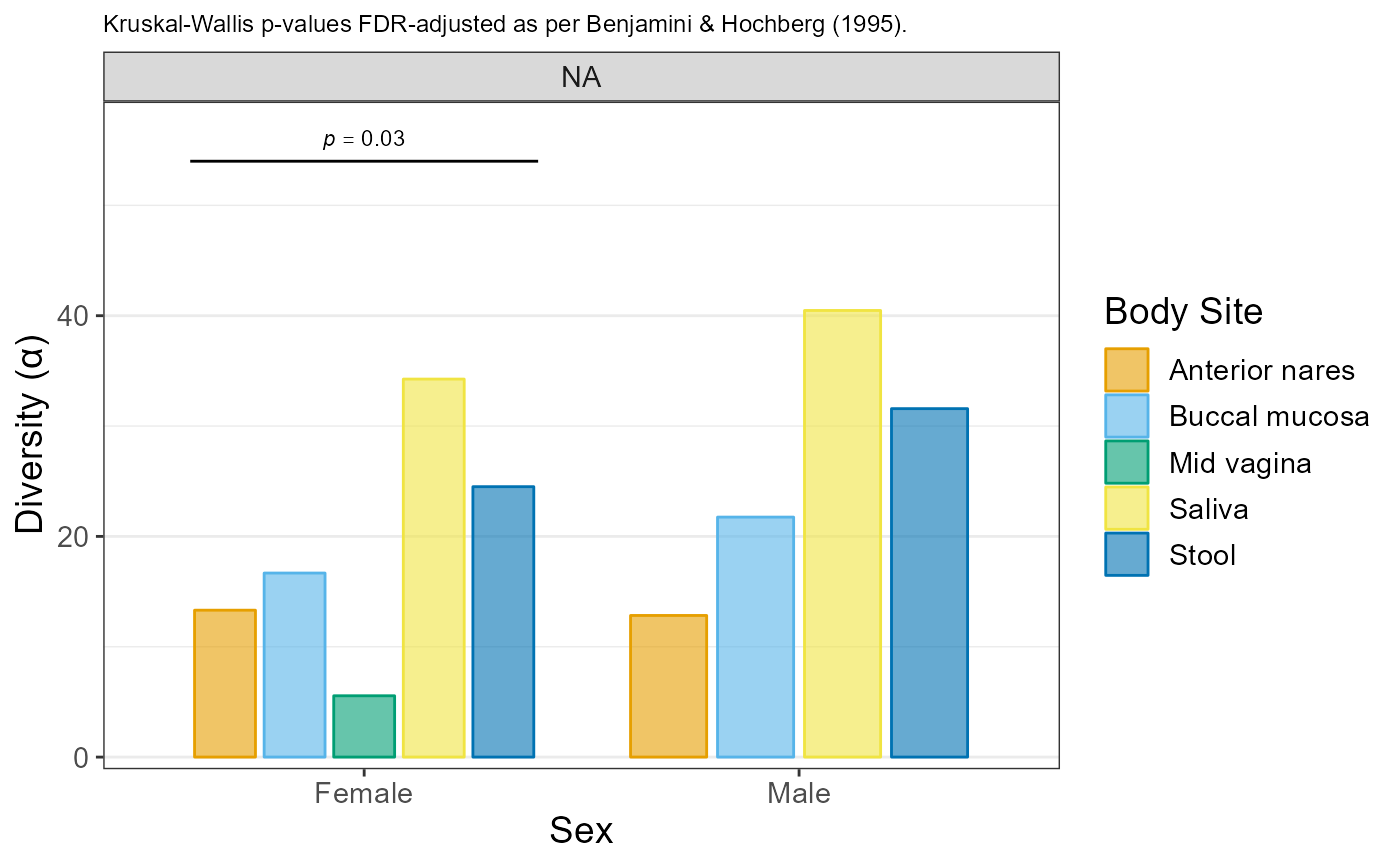 Kruskal-Wallis p-values FDR-adjusted as per Benjamini & Hochberg (1995).
NA
p = 0.03
Diversity (α)
40
20
0
Female
Male
Sex
Body Site
Anterior nares
Buccal mucosa
Mid vagina
Saliva
Stool